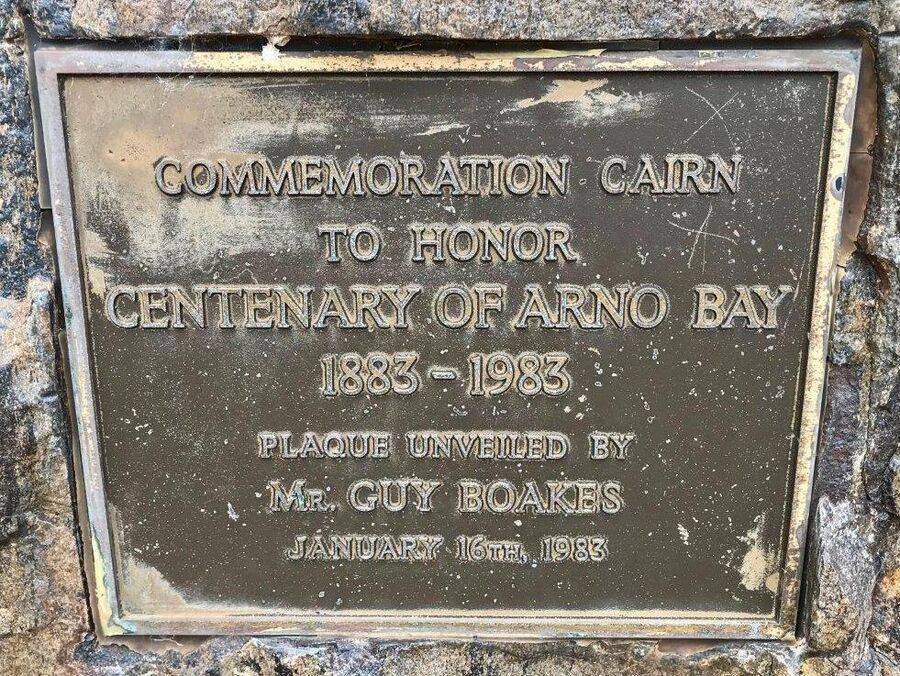 COMMEMORATION CAIRN
TO HONOR
CENTENARY OF ARNO BAY
1883 - 1983
PLAQUE UNVEILED BY
MR. GUY BOAKES
JANUARY 16TH, 1983